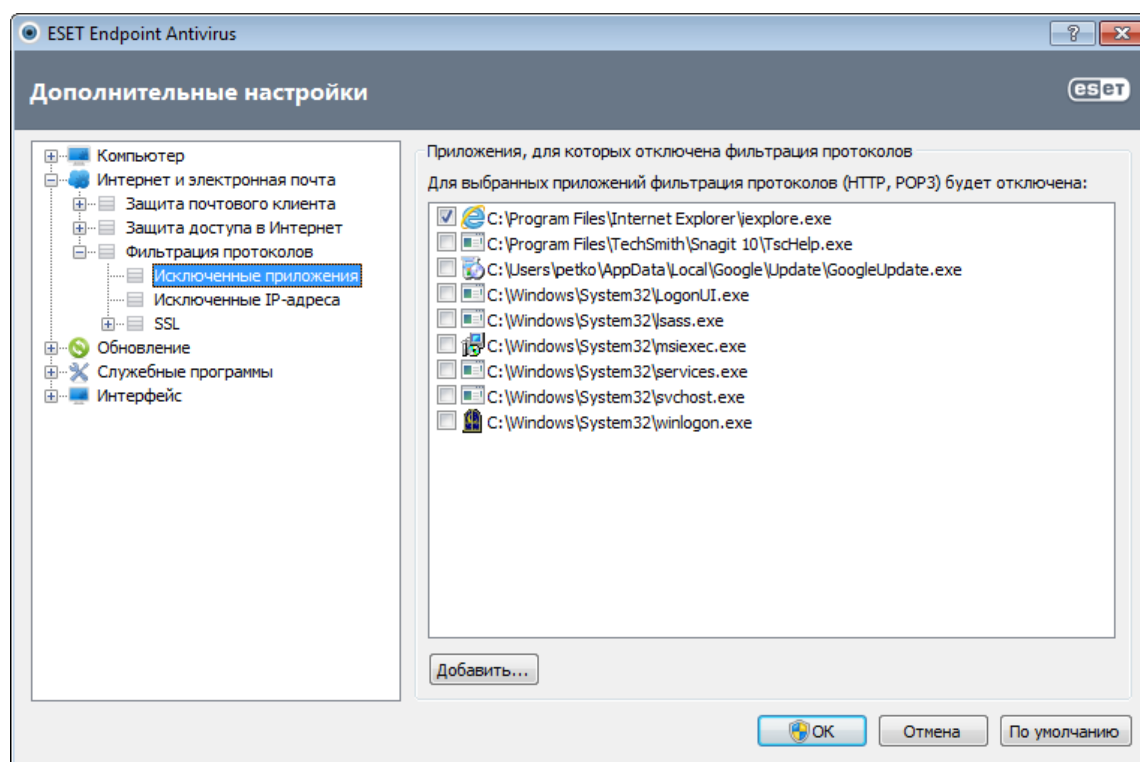 ESET Endpoint Antivirus
Дополнительные настройки
eset
Компьютер
Интернет и электронная почта
Защита почтового клиента
Защита доступа в Интернет
Фильтрация протоколов
Исключенные приложения
Исключенные IP-адреса
SSL
Обновление
Служебные программы
Интерфейс
Приложения, для которых отключена фильтрация протоколов
Для выбранных приложений фильтрация протоколов (HTTP, POP3) будет отключена:
C:\Program Files\Internet Explorer\iexplore.exe
C:\Program Files\TechSmith\Snagit 10\TscHelp.exe
C:\Users\petko\AppData\Local\Google\Update\GoogleUpdate.exe
C:\Windows\System32\LogonUI.exe
C:\Windows\System32\lsass.exe
C:\Windows\System32\msiexec.exe
C:\Windows\System32\services.exe
C:\Windows\System32\svchost.exe
C:\Windows\System32\winlogon.exe
Добавить...
OK
Отмена
По умолчанию